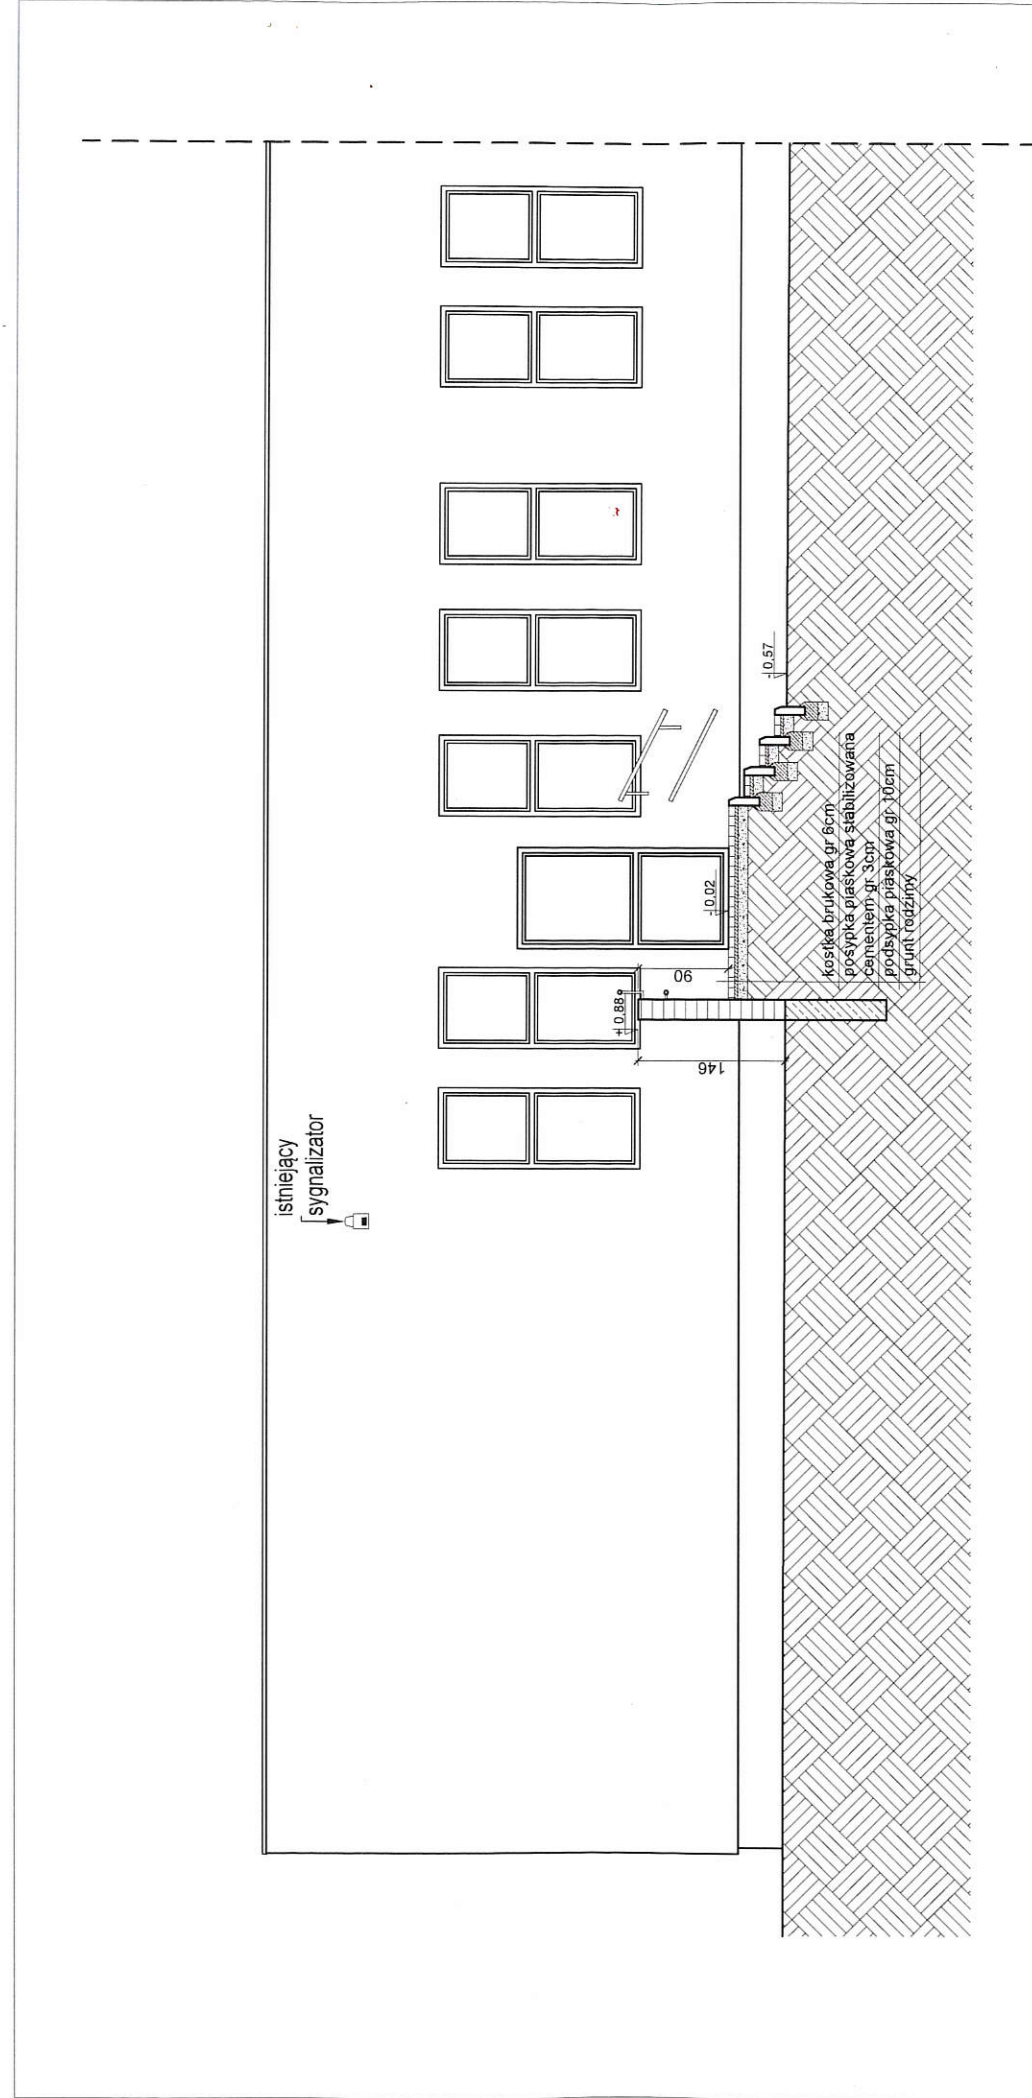 istniejący
sygnalizator
+ 0.88
146
90
- 0.02
- 0.57
kostka brukowa gr 6cm
posypka piaskowa stabilizowana
cementem gr 3cm
podsypka piaskowa gr 10cm
grunt rodzimy